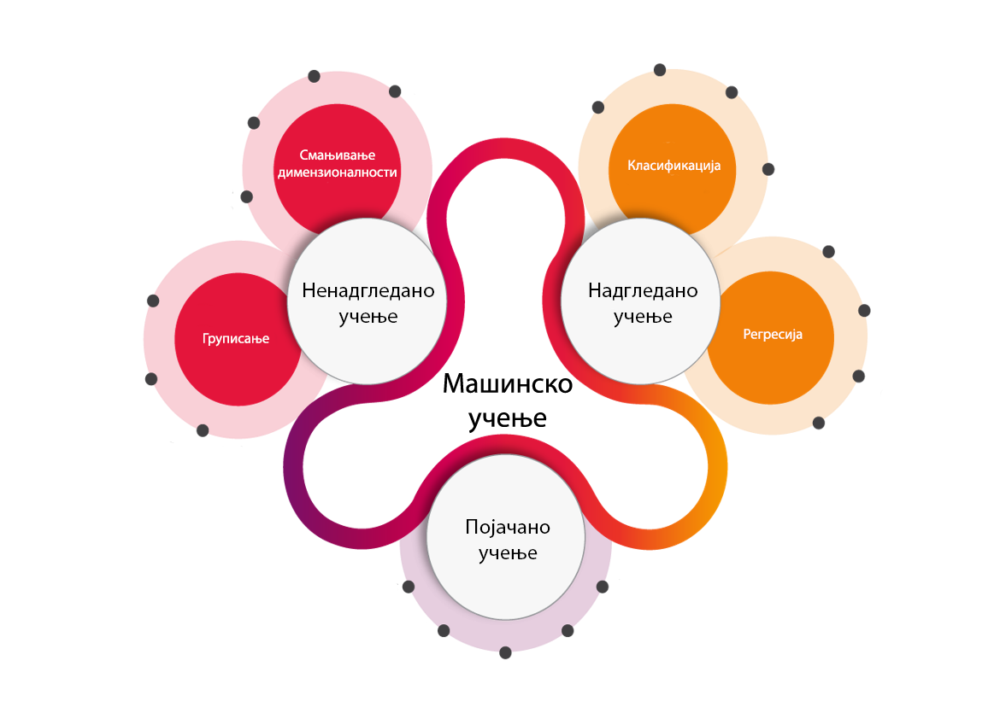 Смањивање
димензионалности
Класификација
Ненадгледано
учење
Надгледано
учење
Груписање
Регресија
Машинско
учење
Појачано
учење